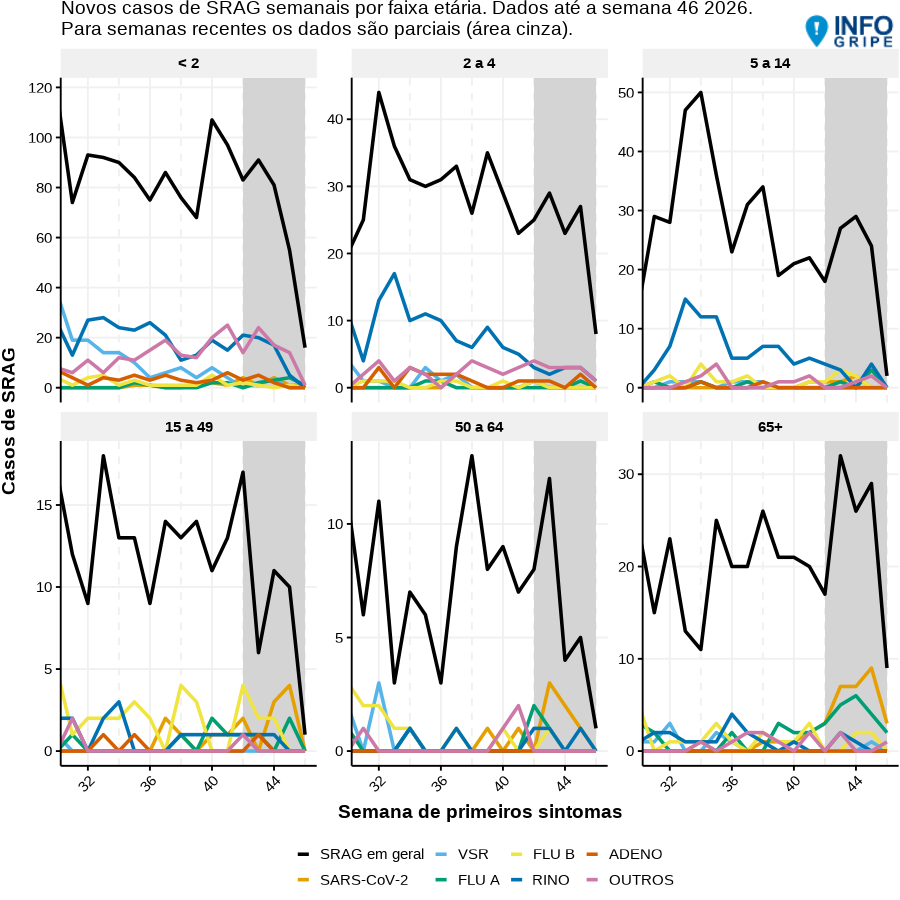 Novos casos de SRAG semanais por faixa etária. Dados até a semana 46 2026.
Para semanas recentes os dados são parciais (área cinza).
INFO
GRIPE
< 2
2 a 4
5 a 14
120
100
80
60
40
20
0
40
30
20
10
0
50
40
30
20
10
0
Casos de SRAG
15 a 49
50 a 64
65+
15
10
5
0
10
5
0
30
20
10
0
32 36 40 44
32 36 40 44
32 36 40 44
Semana de primeiros sintomas
SRAG em geral VSR FLU B ADENO
SARS-CoV-2 FLU A RINO OUTROS